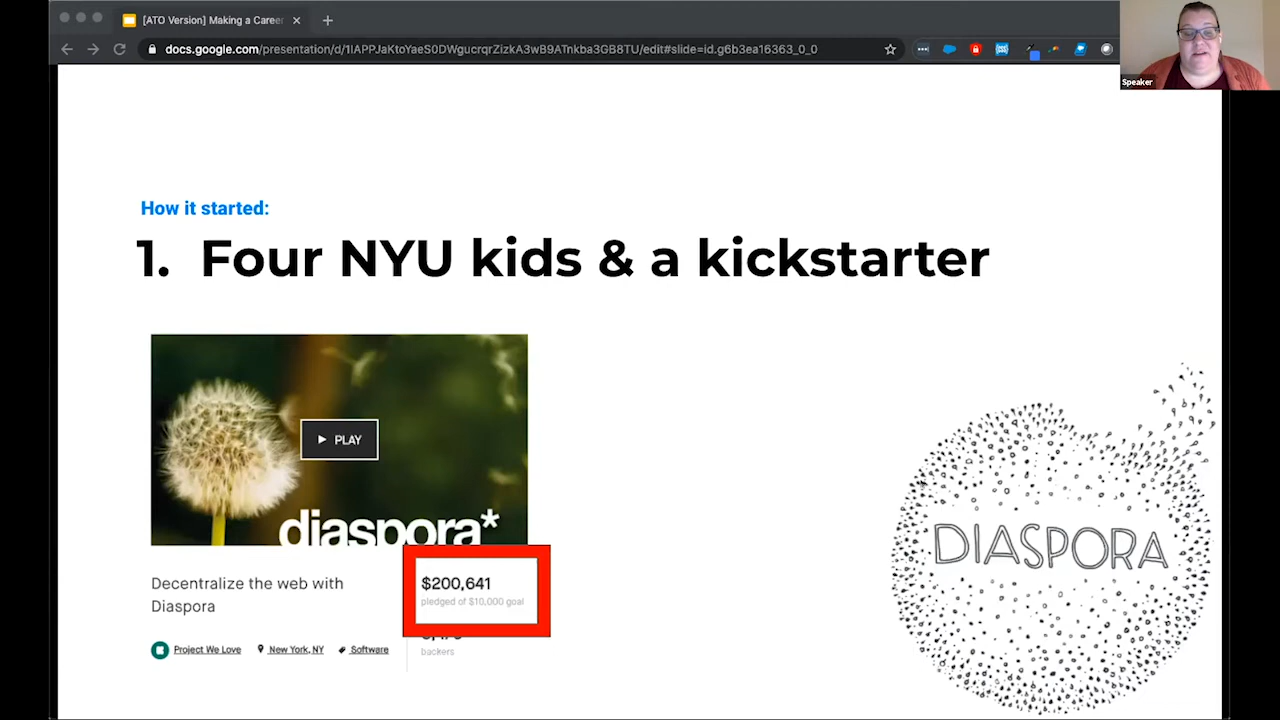 [ATO Version] Making a Career
docs.google.com/presentation/d/1IAPPJaKtoYaeS0DWgucrqrZizkA3wB9ATnkba3GB8TU/edit#slide=id.g6b3ea16363_0_0
Speaker
How it started:
1. Four NYU kids & a kickstarter
PLAY
diaspora*
Decentralize the web with
Diaspora
$200,641
pledged of $10,000 goal
backers
Project We Love
New York, NY
Software
DIASPORA